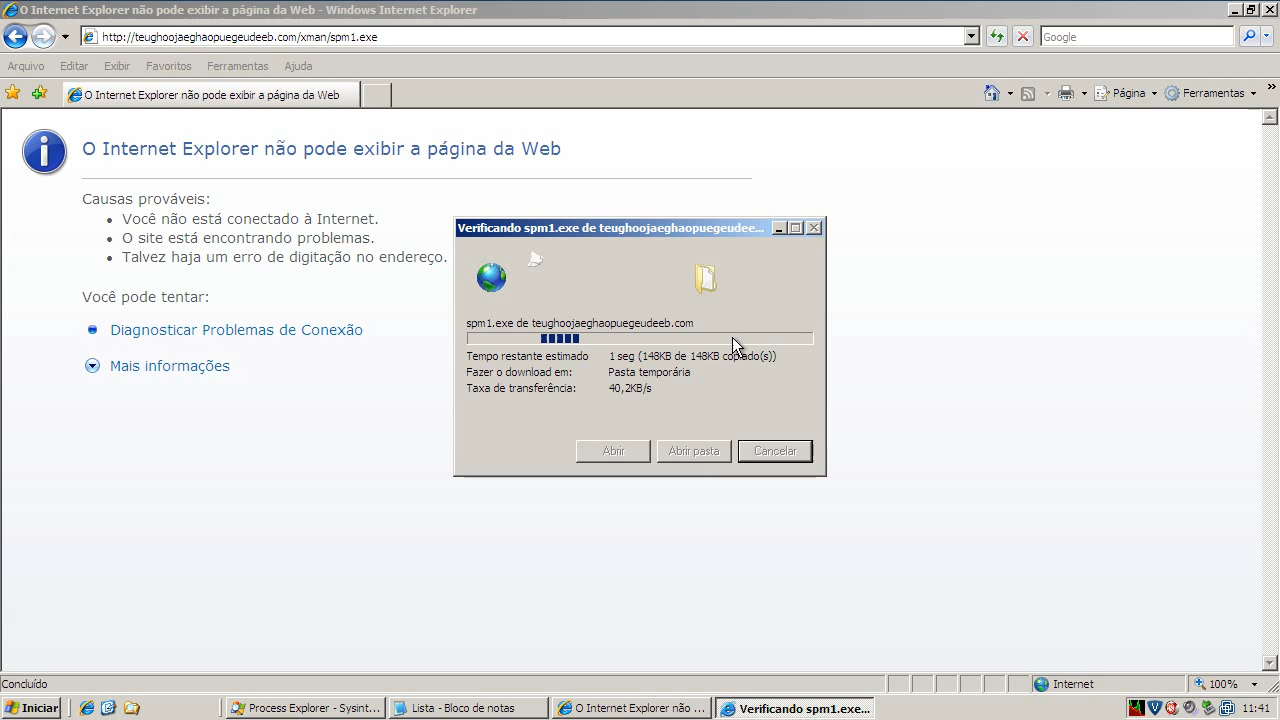 O Internet Explorer não pode exibir a página da Web - Windows Internet Explorer
http://teughoojaeghaopuegeudeeb.com/xman/spm1.exe
Google
Arquivo Editar Exibir Favoritos Ferramentas Ajuda
O Internet Explorer não pode exibir a página da Web
Página Ferramentas »
O Internet Explorer não pode exibir a página da Web
Causas prováveis:
Você não está conectado à Internet.
O site está encontrando problemas.
Talvez haja um erro de digitação no endereço.
Você pode tentar:
Diagnosticar Problemas de Conexão
Mais informações
Verificando spm1.exe de teughoojaeghaopuegeudee...
spm1.exe de teughoojaeghaopuegeudeeb.com
Tempo restante estimado 1 seg (148KB de 148KB copiado(s))
Fazer o download em: Pasta temporária
Taxa de transferência: 40,2KB/s
Abrir Abrir pasta Cancelar
Concluído
Internet
100%
Iniciar
Process Explorer - Sysint...
Lista - Bloco de notas
O Internet Explorer não ...
Verificando spm1.exe...
11:41